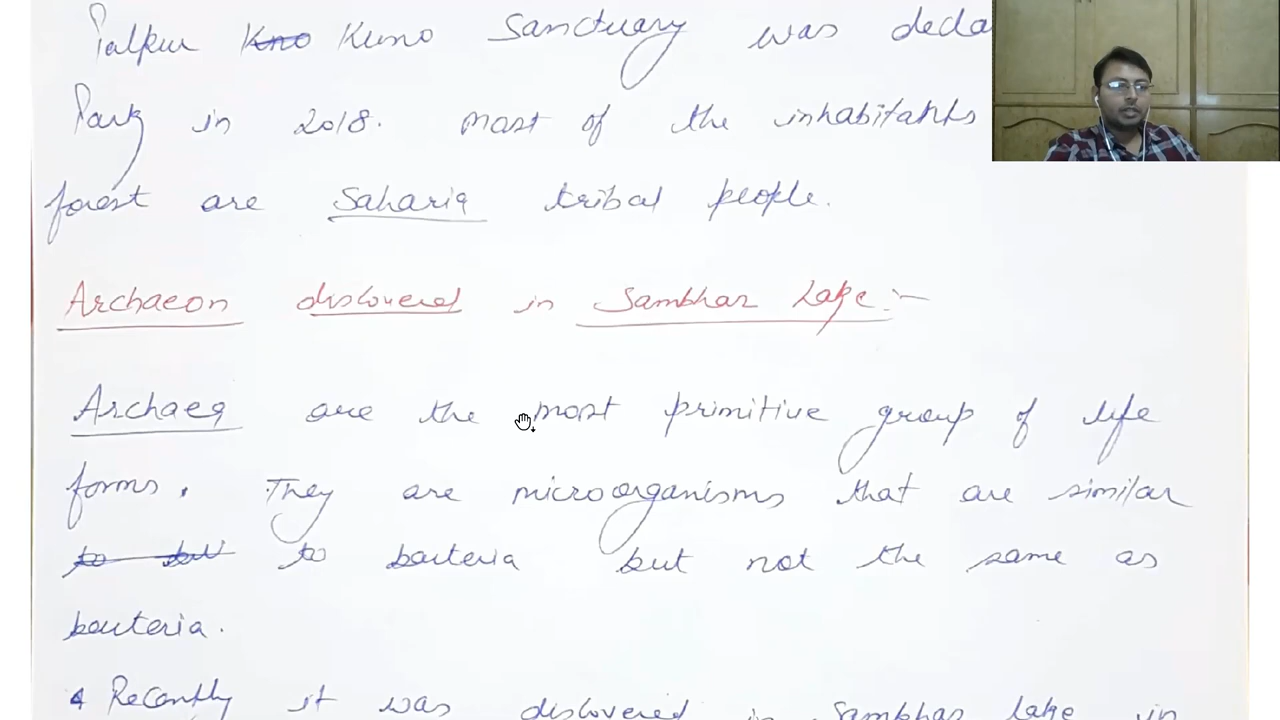 Palpur Kno Kuno Sanctuary was decla
Park in 2018. most of the inhabitants
forest are Saharia tribal people.
Archaeon discovered in Sambhar Lake :-
Archaea are the most primitive group of life
forms. They are microorganisms that are similar
to but to bacteria but not the same as
bacteria.
Recently it was discovered in Sambhar lake in